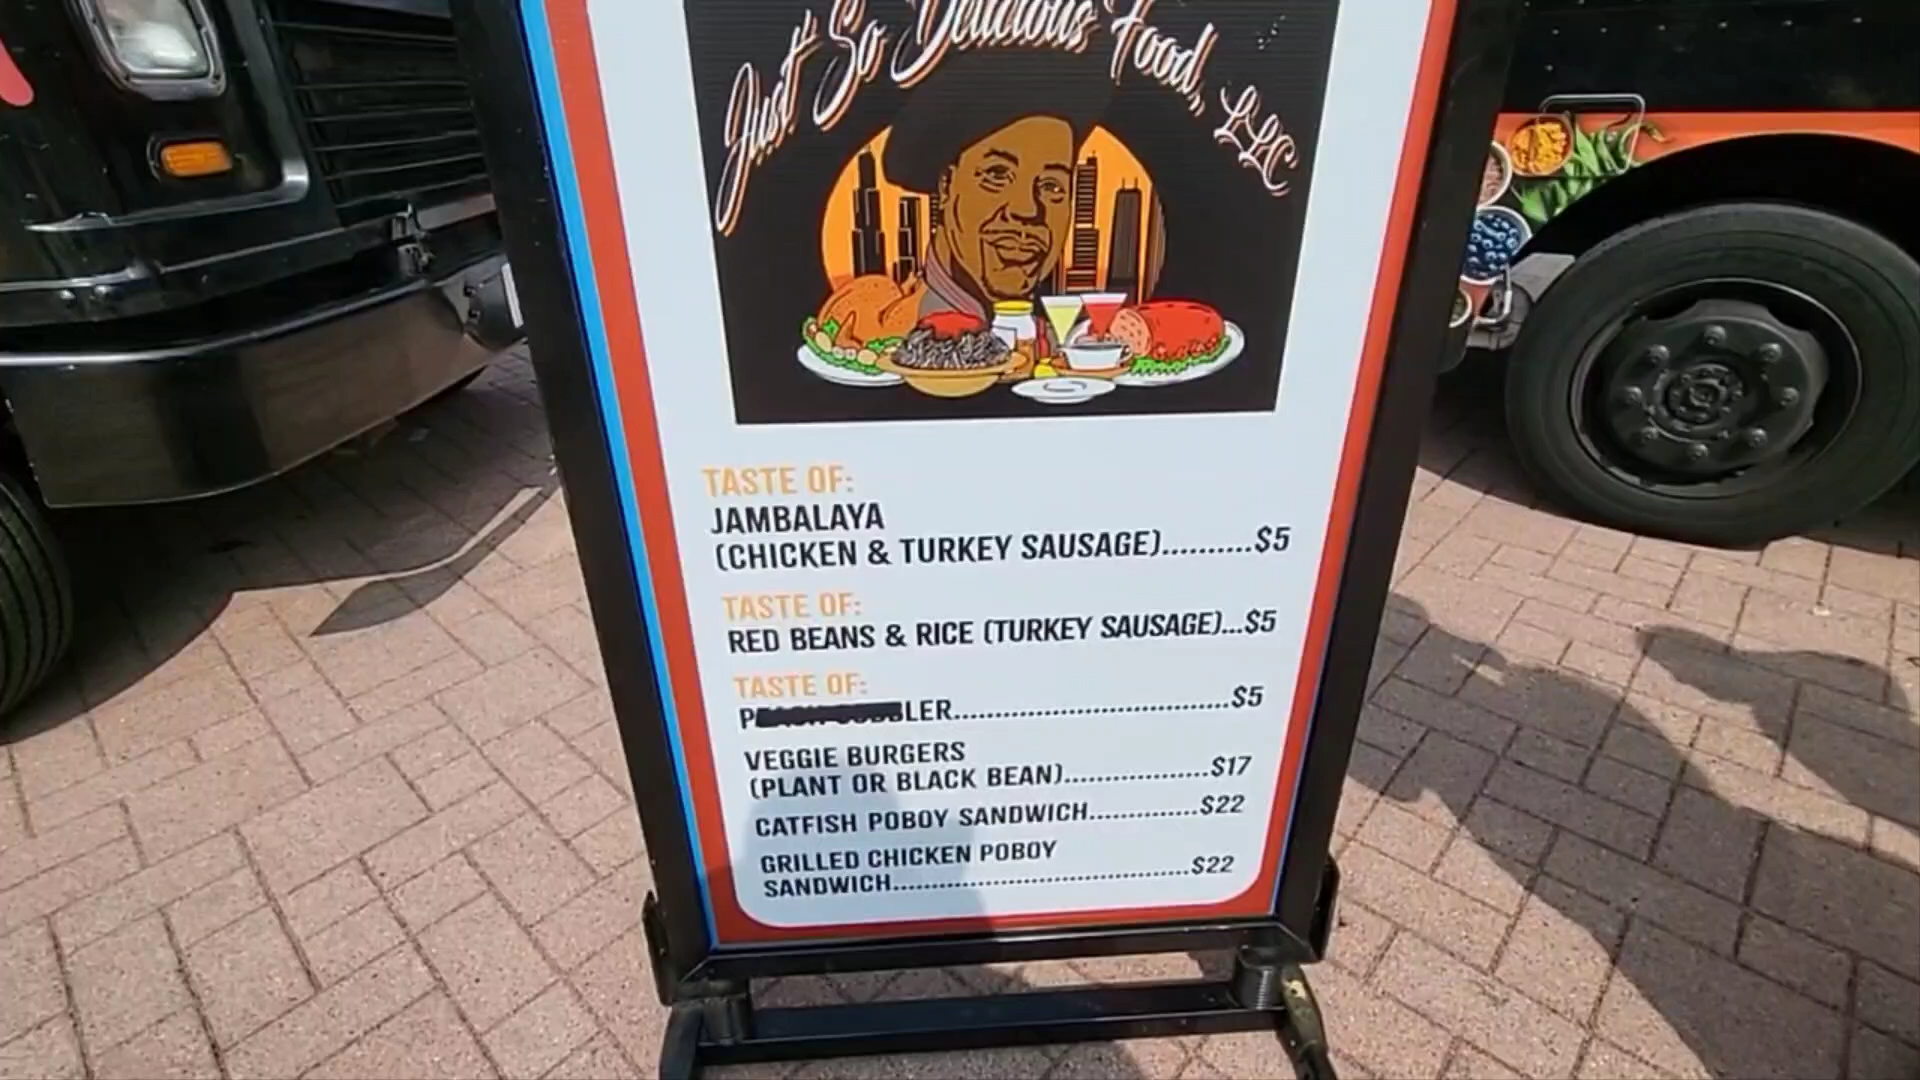 Just So Delicious Food, LLC
TASTE OF:
JAMBALAYA
(CHICKEN & TURKEY SAUSAGE)..........$5
TASTE OF:
RED BEANS & RICE (TURKEY SAUSAGE)...$5
TASTE OF:
PEACH COBBLER....................................$5
VEGGIE BURGERS
(PLANT OR BLACK BEAN)..................$17
CATFISH POBOY SANDWICH..............$22
GRILLED CHICKEN POBOY
SANDWICH.....................................$22